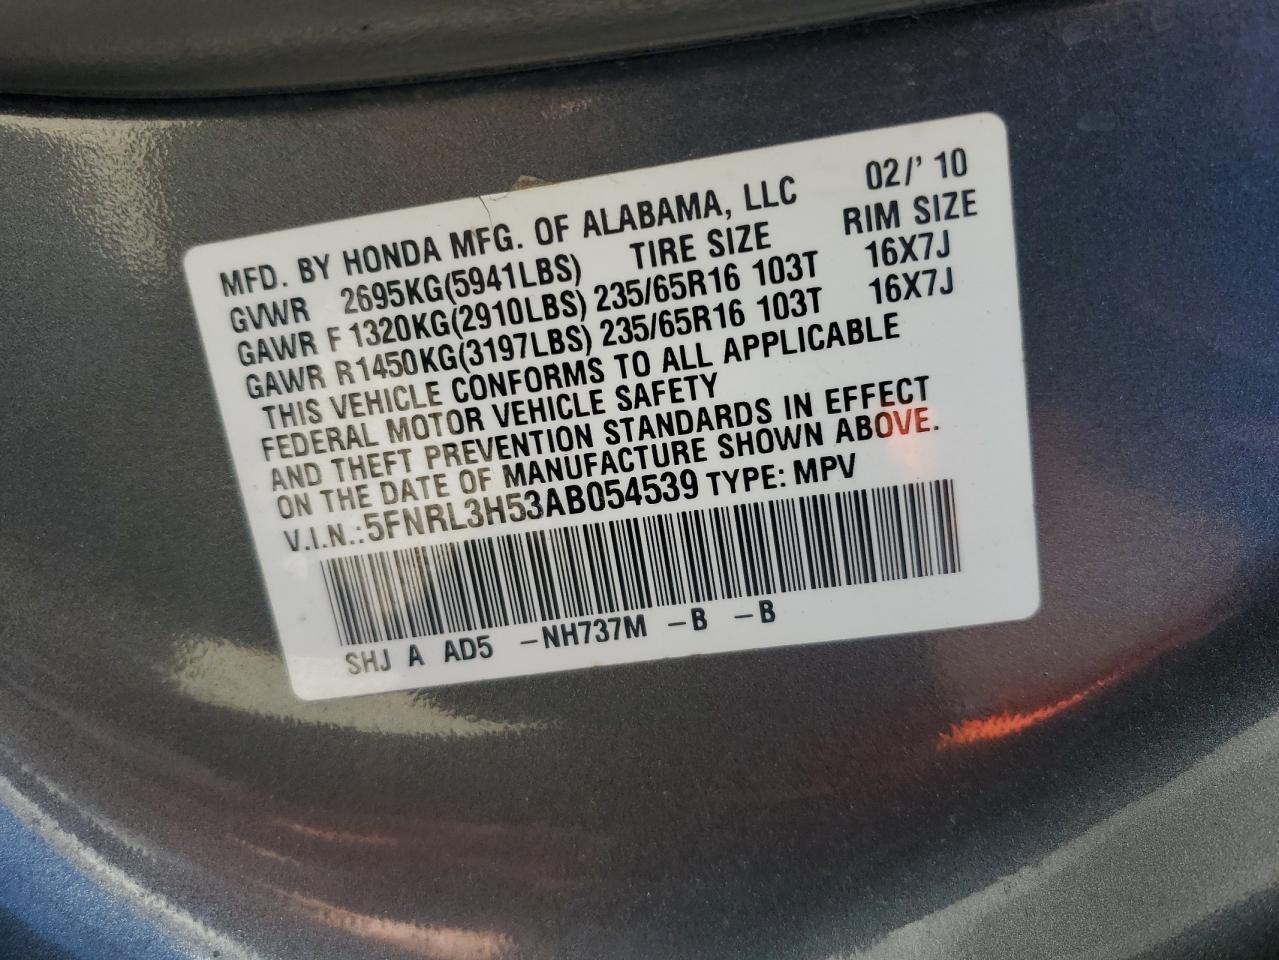 MFD. BY HONDA MFG. OF ALABAMA, LLC 02/' 10
GVWR 2695KG(5941LBS) TIRE SIZE RIM SIZE
GAWR F 1320KG(2910LBS) 235/65R16 103T 16X7J
GAWR R1450KG(3197LBS) 235/65R16 103T 16X7J
THIS VEHICLE CONFORMS TO ALL APPLICABLE
FEDERAL MOTOR VEHICLE SAFETY
AND THEFT PREVENTION STANDARDS IN EFFECT
ON THE DATE OF MANUFACTURE SHOWN ABOVE.
V.I.N.:5FNRL3H53AB054539 TYPE: MPV
SHJ A AD5 -NH737M -B -B